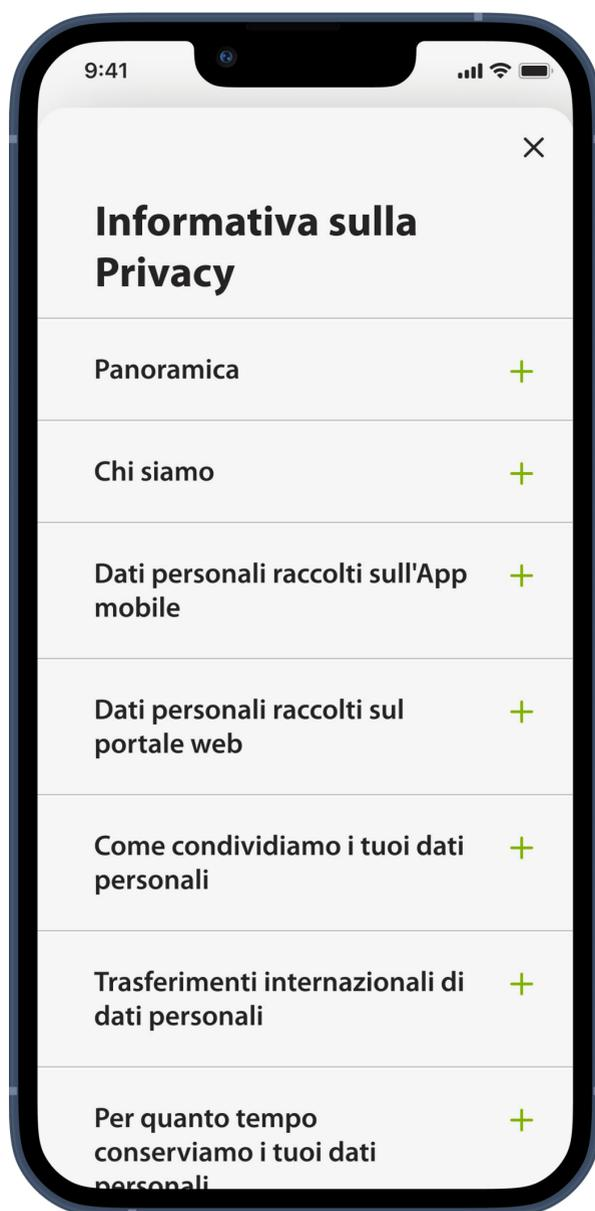 9:41
Informativa sulla
Privacy
Panoramica
Chi siamo
Dati personali raccolti sull'App
mobile
Dati personali raccolti sul
portale web
Come condividiamo i tuoi dati
personali
Trasferimenti internazionali di
dati personali
Per quanto tempo
conserviamo i tuoi dati
personali